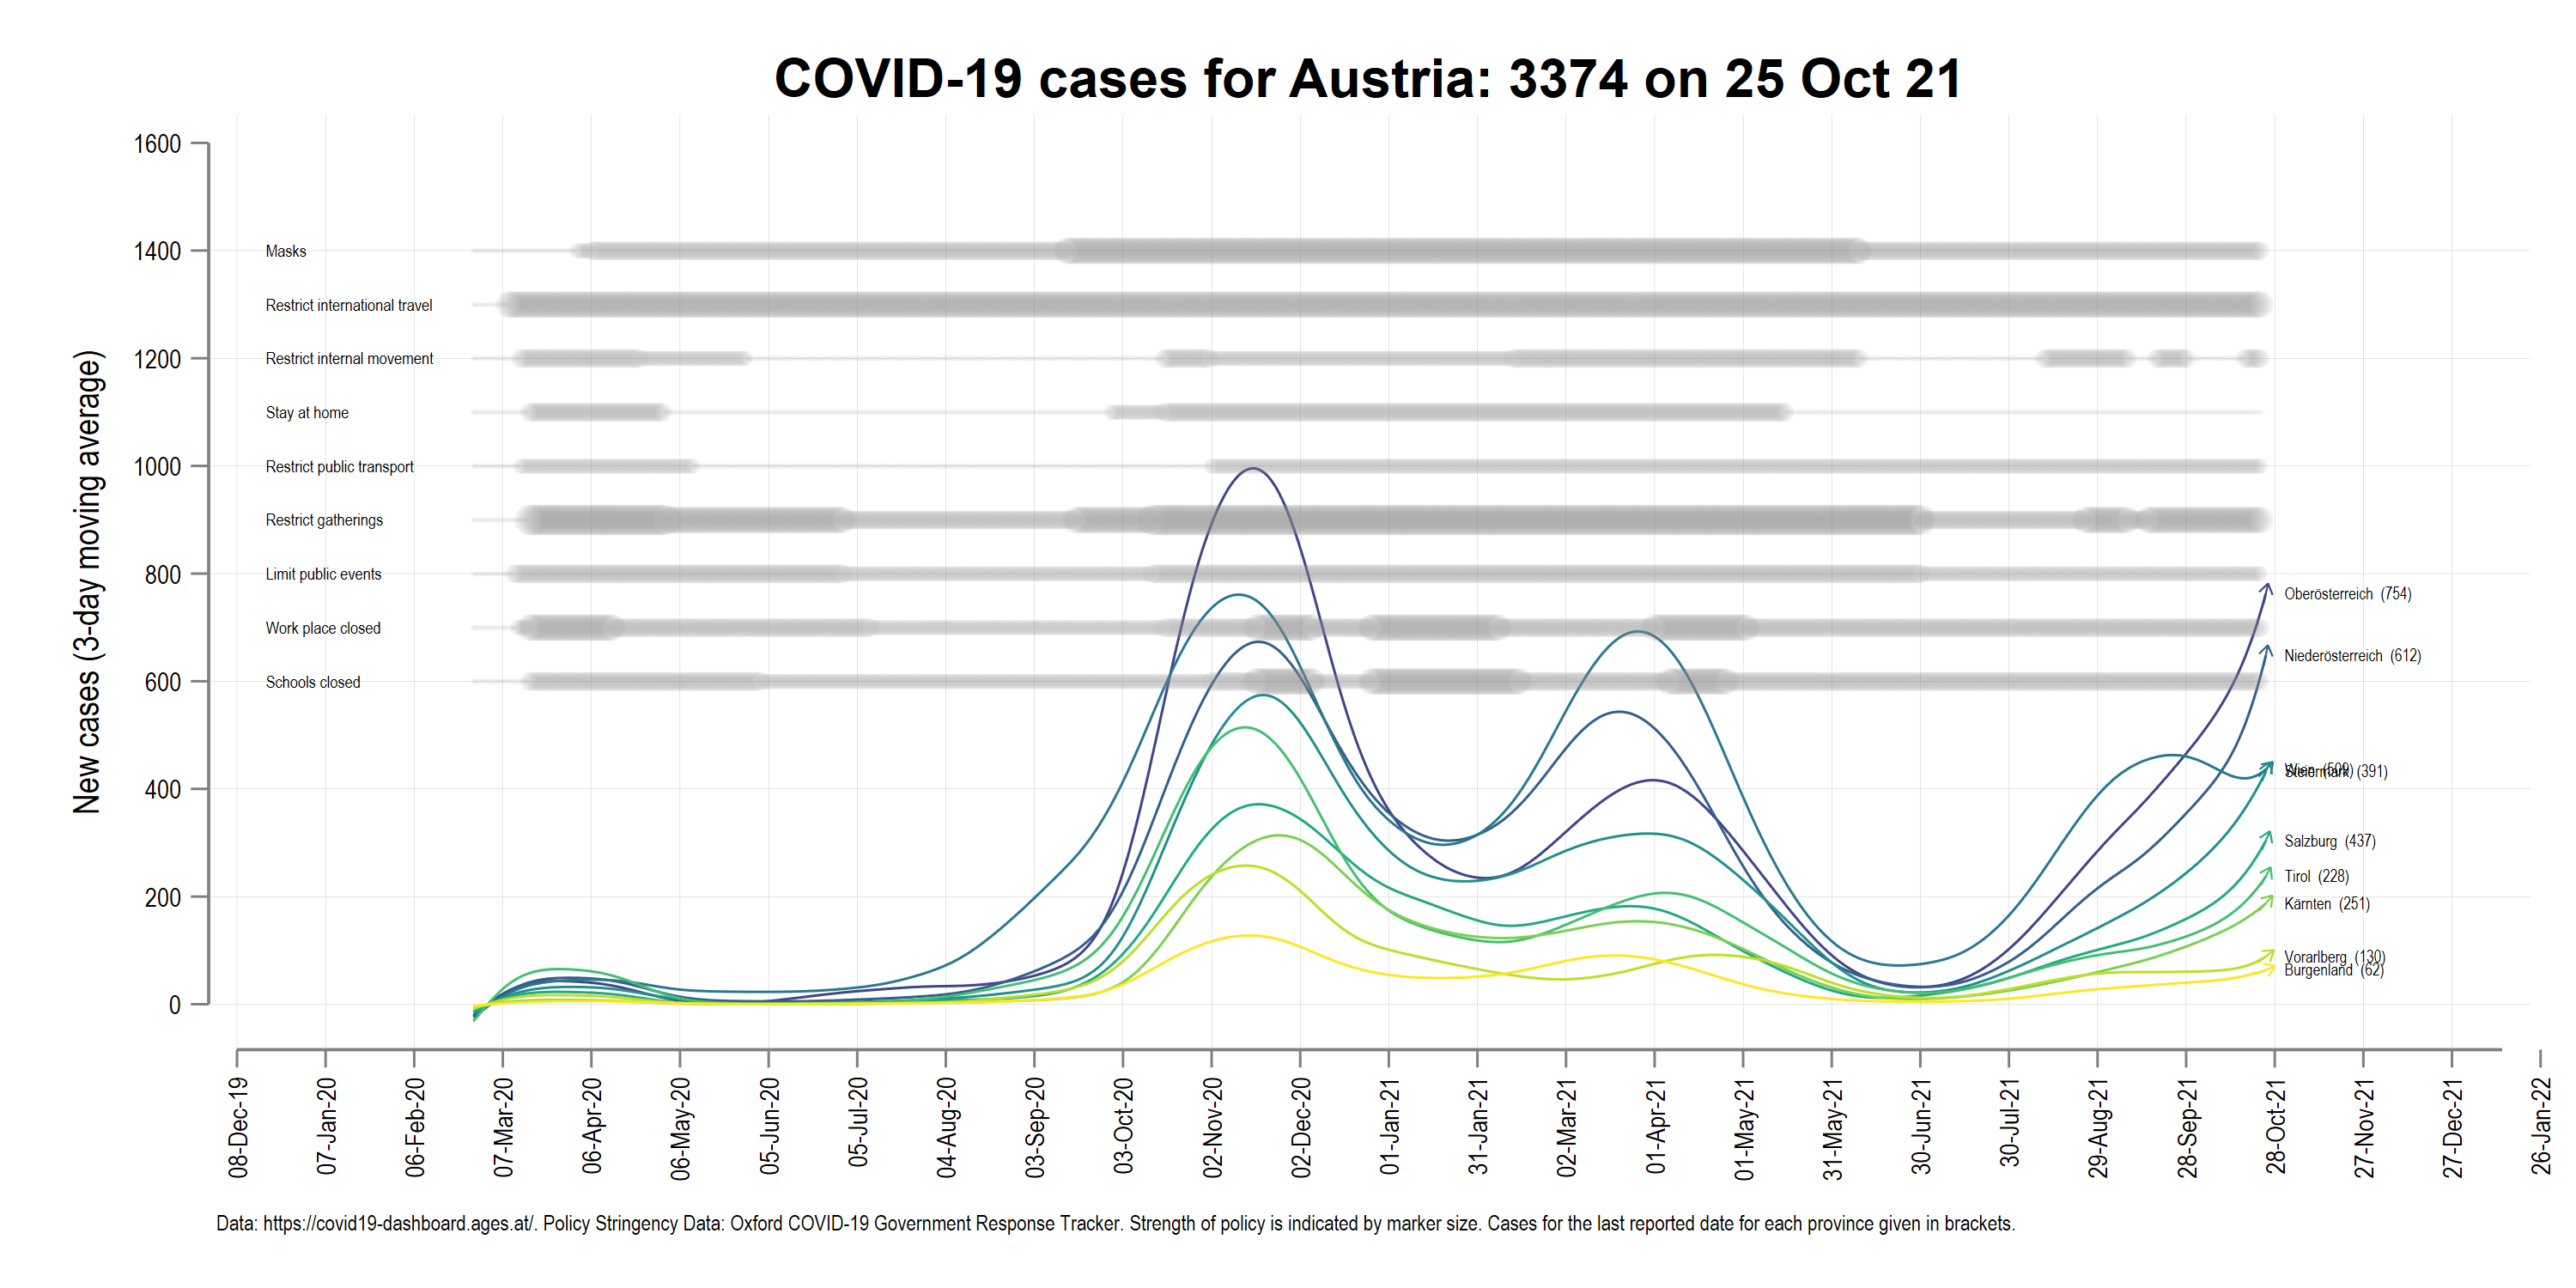 COVID-19 cases for Austria: 3374 on 25 Oct 21
New cases (3-day moving average)
1600
1400
1200
1000
800
600
400
200
0
Masks
Restrict international travel
Restrict internal movement
Stay at home
Restrict public transport
Restrict gatherings
Limit public events
Work place closed
Schools closed
Oberösterreich (754)
Niederösterreich (612)
Wien (509)
Steiermark (391)
Salzburg (437)
Tirol (228)
Kärnten (251)
Vorarlberg (130)
Burgenland (62)
08-Dec-19
07-Jan-20
06-Feb-20
07-Mar-20
06-Apr-20
06-May-20
05-Jun-20
05-Jul-20
04-Aug-20
03-Sep-20
03-Oct-20
02-Nov-20
02-Dec-20
01-Jan-21
31-Jan-21
02-Mar-21
01-Apr-21
01-May-21
31-May-21
30-Jun-21
30-Jul-21
29-Aug-21
28-Sep-21
28-Oct-21
27-Nov-21
27-Dec-21
26-Jan-22
Data: https://covid19-dashboard.ages.at/. Policy Stringency Data: Oxford COVID-19 Government Response Tracker. Strength of policy is indicated by marker size. Cases for the last reported date for each province given in brackets.